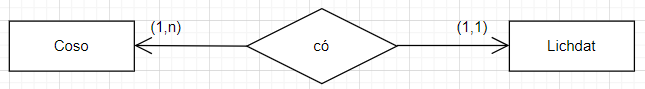 (1,n)
(1,1)
Coso
có
Lichdat